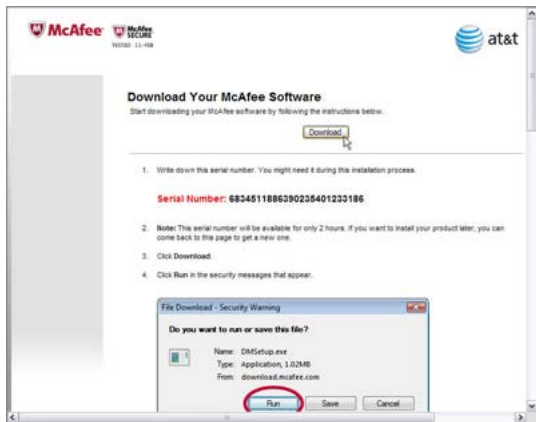 McAfee
McAfee
SECURE
TESTED 11-FEB
at&t
Download Your McAfee Software
Start downloading your McAfee software by following the instructions below.
Download
1. Write down this serial number. You might need it during this installation process.
Serial Number: 6834511886390235401233186
2. Note: This serial number will be available for only 2 hours. If you want to install your product later, you can
come back to this page to get a new one.
3. Click Download.
4. Click Run in the security messages that appear.
File Download - Security Warning
Do you want to run or save this file?
Name: DMSetup.exe
Type: Application, 1.02MB
From: download.mcafee.com
Run Save Cancel